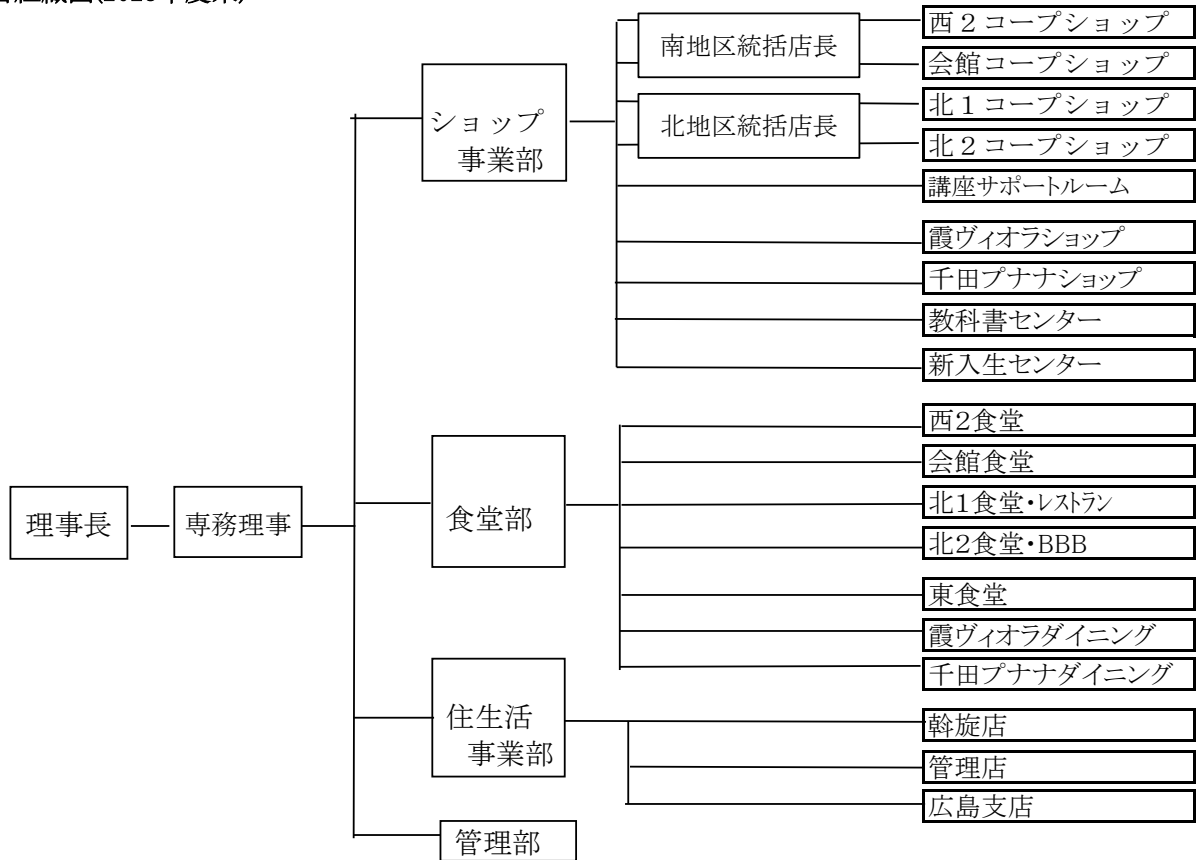 西２コープショップ
南地区統括店長
会館コープショップ
北１コープショップ
ショップ
事業部
北地区統括店長
北２コープショップ
講座サポートルーム
霞ヴィオラショップ
千田プナナショップ
教科書センター
新入生センター
西2食堂
会館食堂
理事長
専務理事
食堂部
北1食堂・レストラン
北2食堂・BBB
東食堂
霞ヴィオラダイニング
千田プナナダイニング
住生活
事業部
斡旋店
管理店
広島支店
管理部